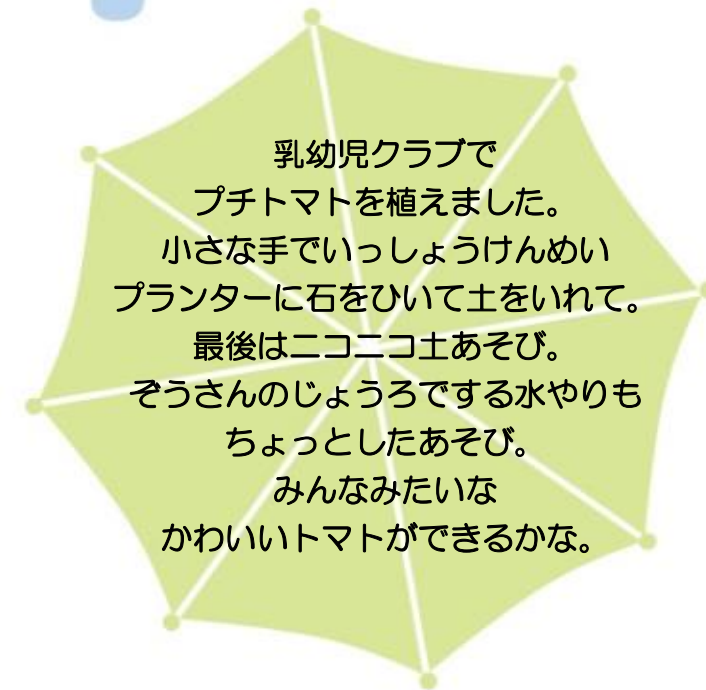 乳幼児クラブで
プチトマトを植えました。
小さな手でいっしょうけんめい
プランターに石をひいて土をいれて。
最後はニコニコ土あそび。
ぞうさんのじょうろでする水やりも
ちょっとしたあそび。
みんなみたいな
かわいいトマトができるかな。